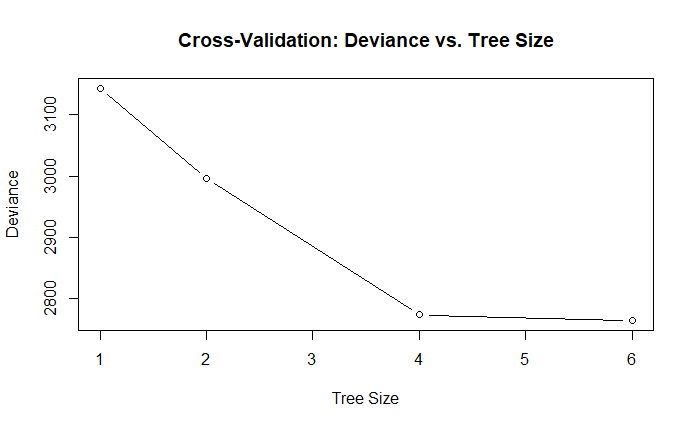 Cross-Validation: Deviance vs. Tree Size
3100
3000
2900
2800
Deviance
1 2 3 4 5 6
Tree Size